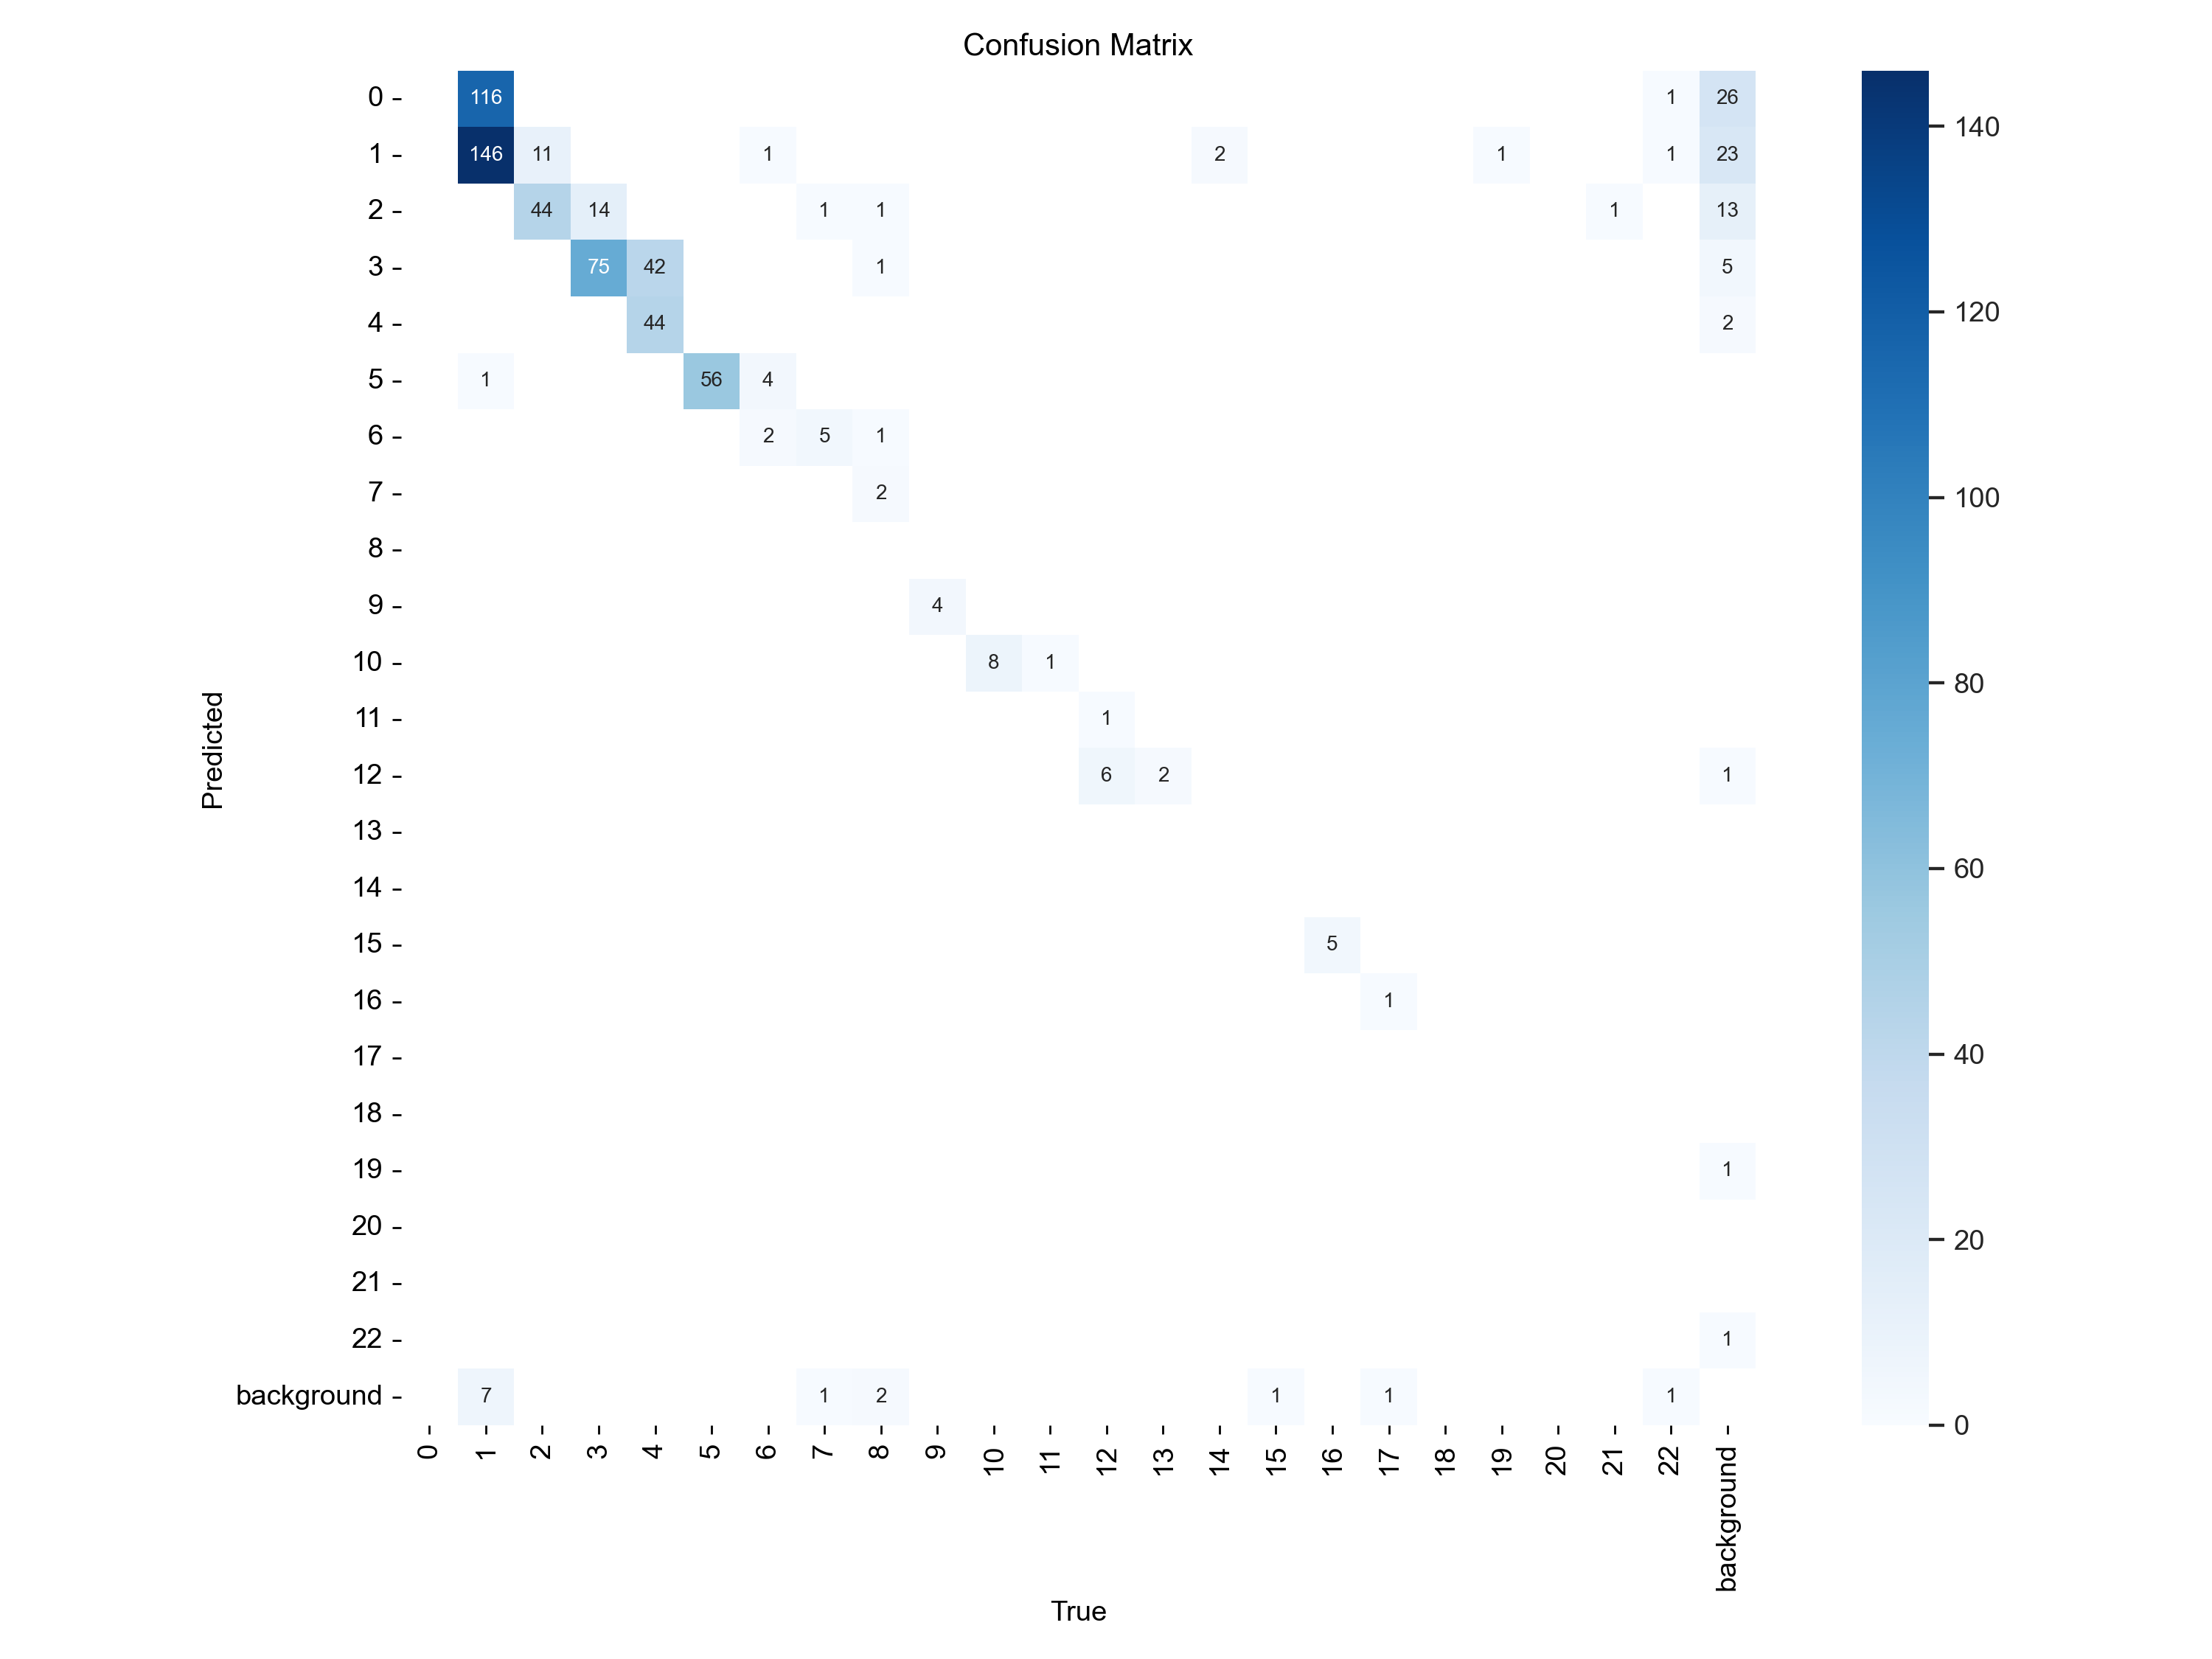 Confusion Matrix
0 116 1 26
1 146 11 1 2 1 1 23
2 44 14 1 1 1 13
3 75 42 1 5
4 44 2
5 1 56 4
6 2 5 1
7 2
8
9 4
10 8 1
11 1
12 6 2 1
13
14
15 5
16 1
17
18
19 1
20
21
22 1
background 7 1 2 1 1 1
0 1 2 3 4 5 6 7 8 9 10 11 12 13 14 15 16 17 18 19 20 21 22 background
True
Predicted
140
120
100
80
60
40
20
0